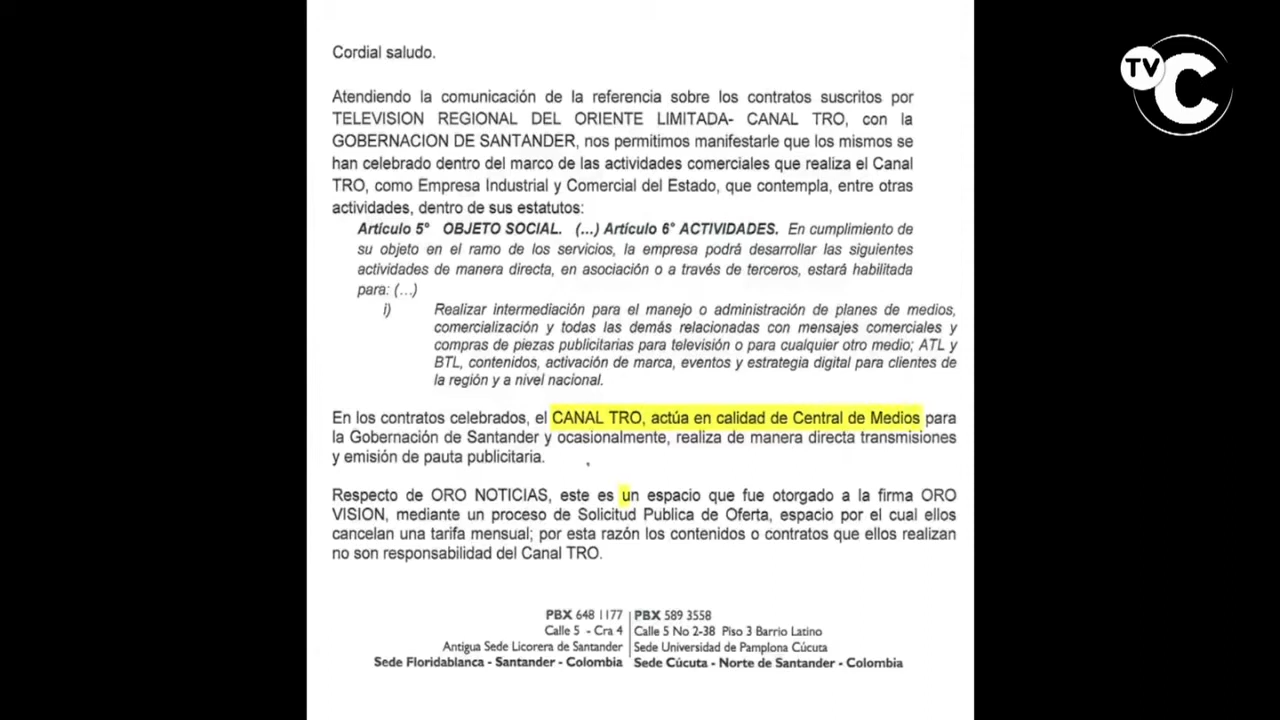 TV C
Cordial saludo.
Atendiendo la comunicación de la referencia sobre los contratos suscritos por
TELEVISION REGIONAL DEL ORIENTE LIMITADA- CANAL TRO, con la
GOBERNACION DE SANTANDER, nos permitimos manifestarle que los mismos se
han celebrado dentro del marco de las actividades comerciales que realiza el Canal
TRO, como Empresa Industrial y Comercial del Estado, que contempla, entre otras
actividades, dentro de sus estatutos:
Artículo 5° OBJETO SOCIAL. (...) Artículo 6° ACTIVIDADES. En cumplimiento de
su objeto en el ramo de los servicios, la empresa podrá desarrollar las siguientes
actividades de manera directa, en asociación o a través de terceros, estará habilitada
para: (...)
i) Realizar intermediación para el manejo o administración de planes de medios,
comercialización y todas las demás relacionadas con mensajes comerciales y
compras de piezas publicitarias para televisión o para cualquier otro medio; ATL y
BTL, contenidos, activación de marca, eventos y estrategia digital para clientes de
la región y a nivel nacional.
En los contratos celebrados, el CANAL TRO, actúa en calidad de Central de Medios para
la Gobernación de Santander y ocasionalmente, realiza de manera directa transmisiones
y emisión de pauta publicitaria.
Respecto de ORO NOTICIAS, este es un espacio que fue otorgado a la firma ORO
VISION, mediante un proceso de Solicitud Publica de Oferta, espacio por el cual ellos
cancelan una tarifa mensual; por esta razón los contenidos o contratos que ellos realizan
no son responsabilidad del Canal TRO.
PBX 648 1177 | PBX 589 3558
Calle 5 - Cra 4 | Calle 5 No 2-38 Piso 3 Barrio Latino
Antigua Sede Licorera de Santander | Sede Universidad de Pamplona Cúcuta
Sede Floridablanca - Santander - Colombia | Sede Cúcuta - Norte de Santander - Colombia